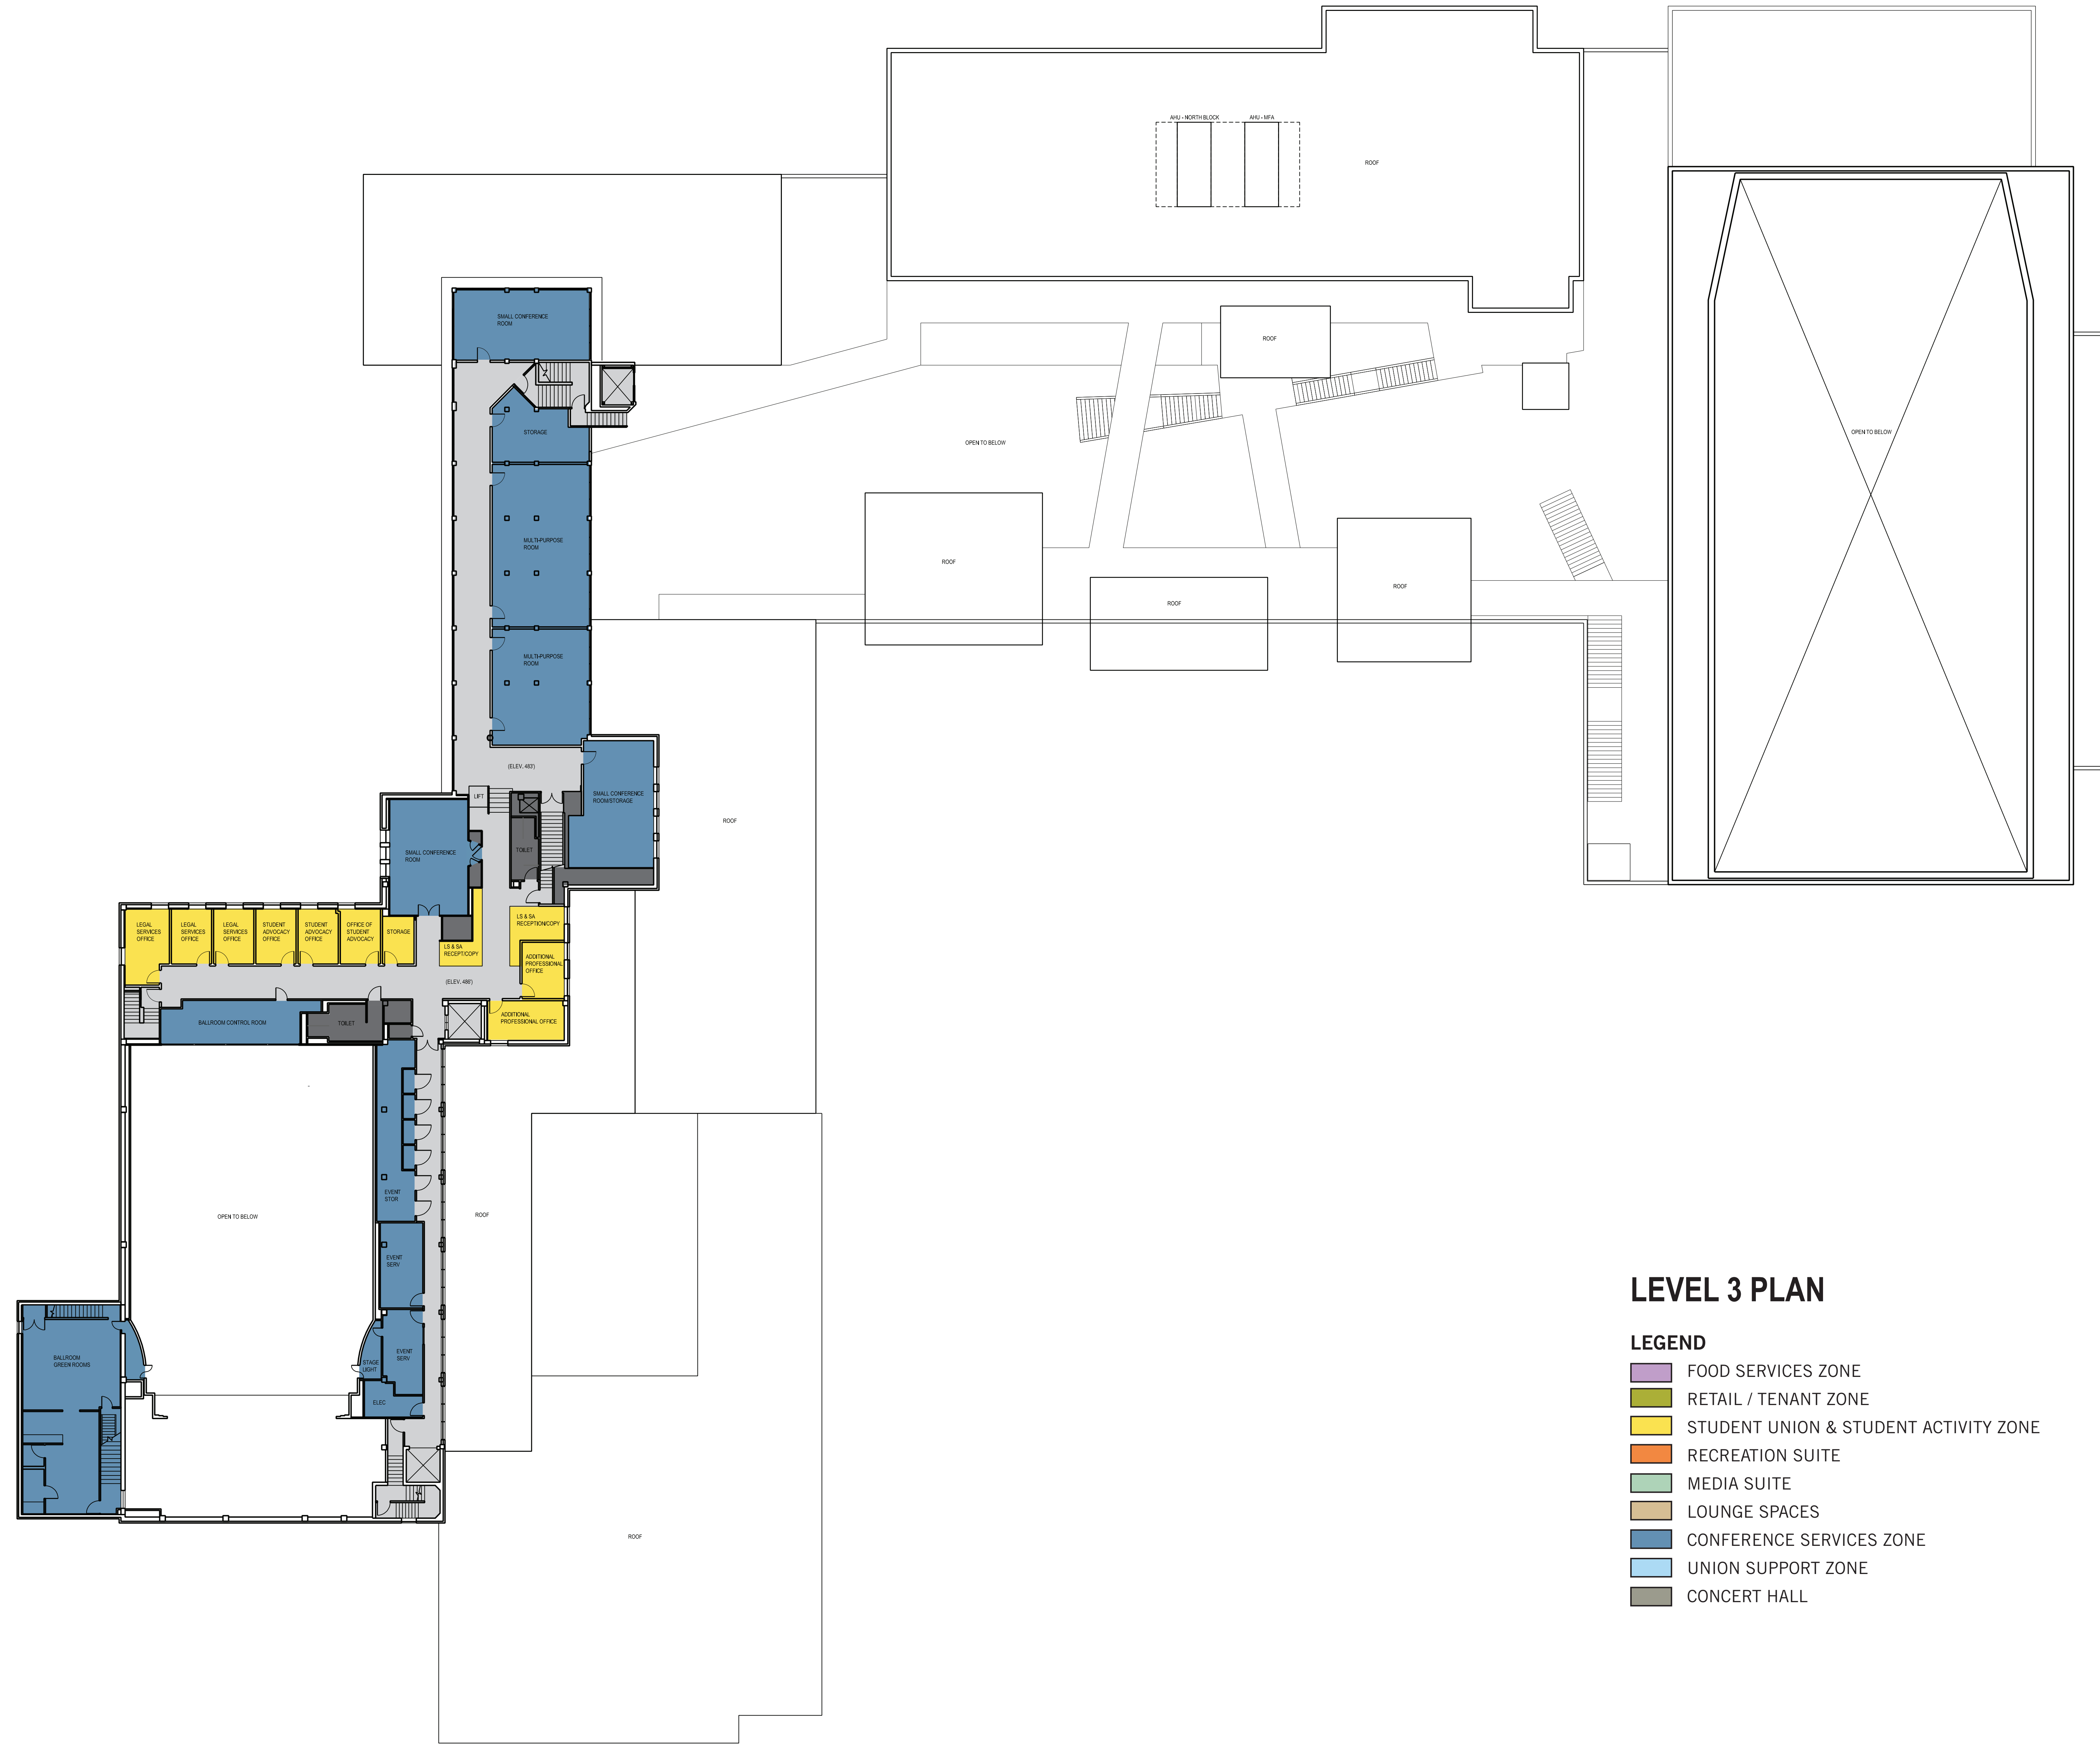 AHU - NORTH BLOCK
AHU - MFA
ROOF
SMALL CONFERENCE
ROOM
ROOF
STORAGE
OPEN TO BELOW
OPEN TO BELOW
MULTI-PURPOSE
ROOM
ROOF
ROOF
ROOF
MULTI-PURPOSE
ROOM
(ELEV. 483')
LIFT
SMALL CONFERENCE
ROOM/STORAGE
ROOF
SMALL CONFERENCE
ROOM
TOILET
LEGAL
SERVICES
OFFICE
LEGAL
SERVICES
OFFICE
LEGAL
SERVICES
OFFICE
STUDENT
ADVOCACY
OFFICE
STUDENT
ADVOCACY
OFFICE
OFFICE OF
STUDENT
ADVOCACY
STORAGE
LS & SA
RECEPT/COPY
LS & SA
RECEPTION/COPY
ADDITIONAL
PROFESSIONAL
OFFICE
(ELEV. 486')
ADDITIONAL
PROFESSIONAL OFFICE
BALLROOM CONTROL ROOM
TOILET
EVENT
STOR
OPEN TO BELOW
ROOF
EVENT
SERV
BALLROOM
GREEN ROOMS
STAGE
LIGHT
EVENT
SERV
ELEC
ROOF
LEVEL 3 PLAN
LEGEND
FOOD SERVICES ZONE
RETAIL / TENANT ZONE
STUDENT UNION & STUDENT ACTIVITY ZONE
RECREATION SUITE
MEDIA SUITE
LOUNGE SPACES
CONFERENCE SERVICES ZONE
UNION SUPPORT ZONE
CONCERT HALL